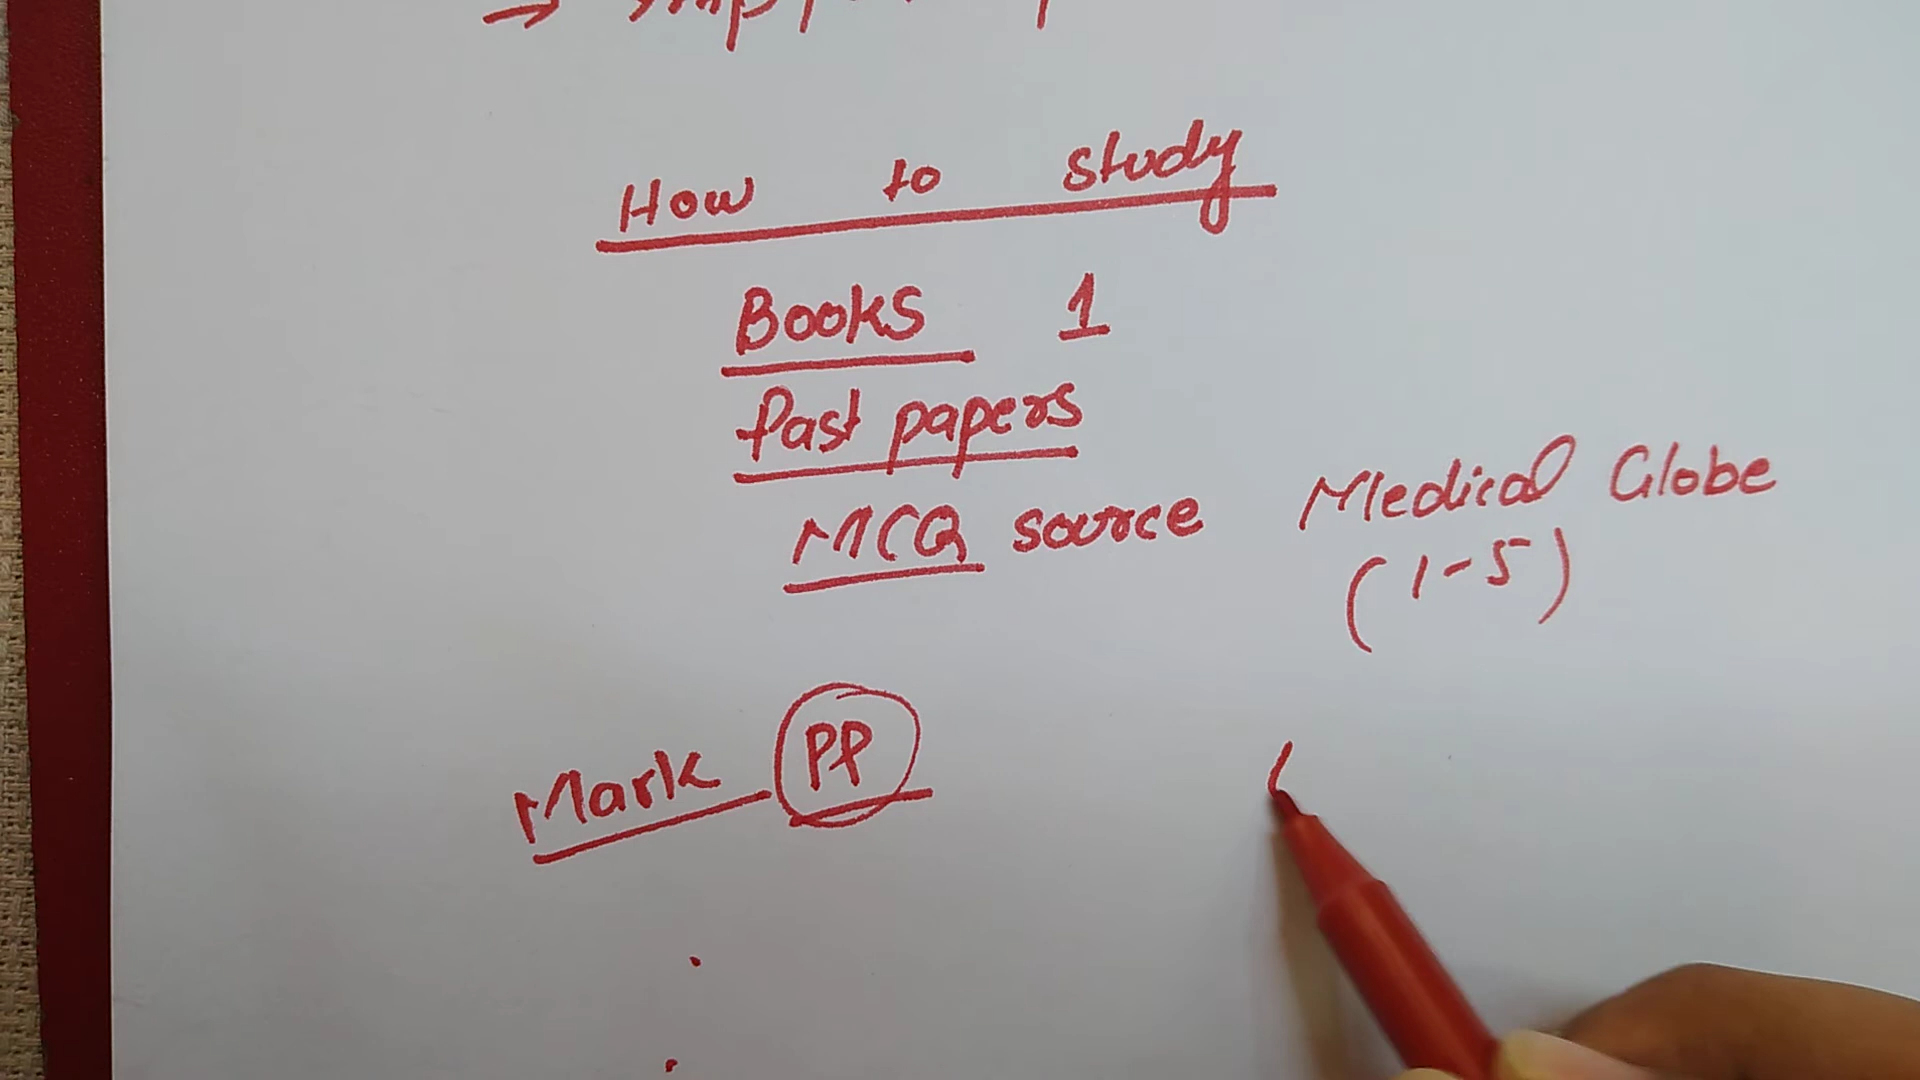 How to study
Books 1
Past papers
MCQ source Medical Globe
(1-5)
Mark PP